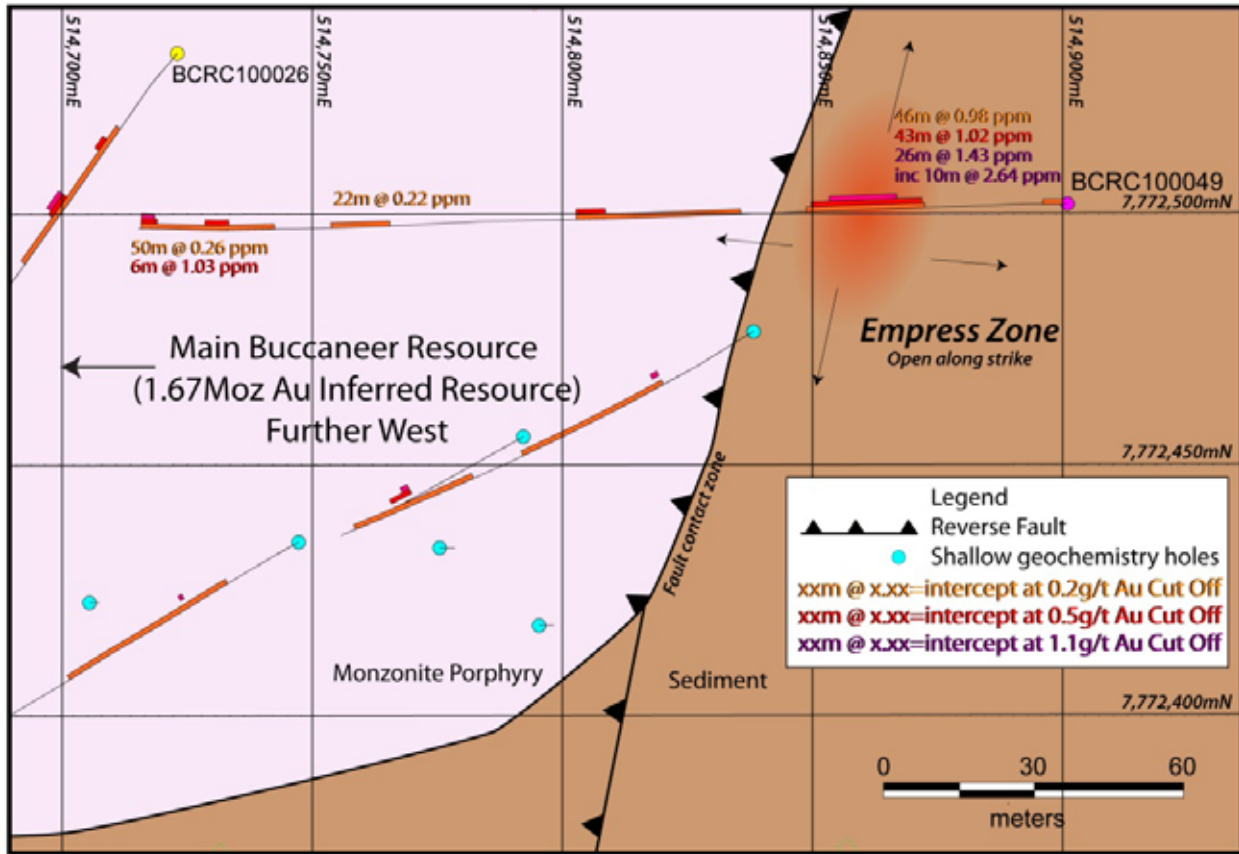 514,700mE
514,750mE
514,800mE
514,850mE
514,900mE
BCRC100026
46m @ 0.98 ppm
43m @ 1.02 ppm
26m @ 1.43 ppm
inc 10m @ 2.64 ppm
BCRC100049
7,772,500mN
22m @ 0.22 ppm
50m @ 0.26 ppm
6m @ 1.03 ppm
Empress Zone
Open along strike
Main Buccaneer Resource
(1.67Moz Au Inferred Resource)
Further West
7,772,450mN
Fault contact zone
Legend
Reverse Fault
Shallow geochemistry holes
xxm @ x.xx=intercept at 0.2g/t Au Cut Off
xxm @ x.xx=intercept at 0.5g/t Au Cut Off
xxm @ x.xx=intercept at 1.1g/t Au Cut Off
Monzonite Porphyry
Sediment
7,772,400mN
0 30 60
meters